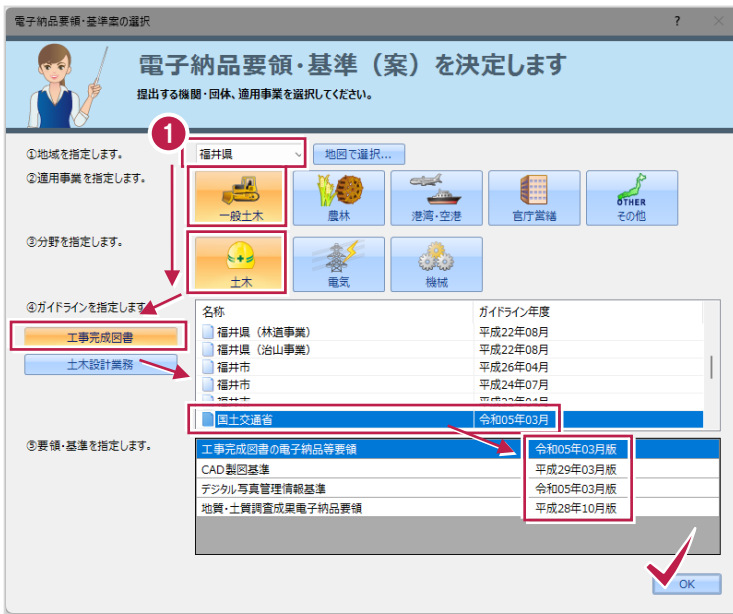 電子納品要領・基準案の選択
?
電子納品要領・基準（案）を決定します
提出する機関・団体、適用事業を選択してください。
1
①地域を指定します。
福井県
地図で選択...
②適用事業を指定します。
一般土木
農林
港湾・空港
官庁営繕
OTHER
その他
③分野を指定します。
土木
電気
機械
④ガイドラインを指定します
工事完成図書
土木設計業務
名称 ガイドライン年度
福井県（林道事業） 平成22年08月
福井県（治山事業） 平成22年08月
福井市 平成26年04月
福井市 平成24年07月
国土交通省 令和05年03月
⑤要領・基準を指定します。
工事完成図書の電子納品等要領 令和05年03月版
CAD製図基準 平成29年03月版
デジタル写真管理情報基準 令和05年03月版
地質・土質調査成果電子納品要領 平成28年10月版
OK